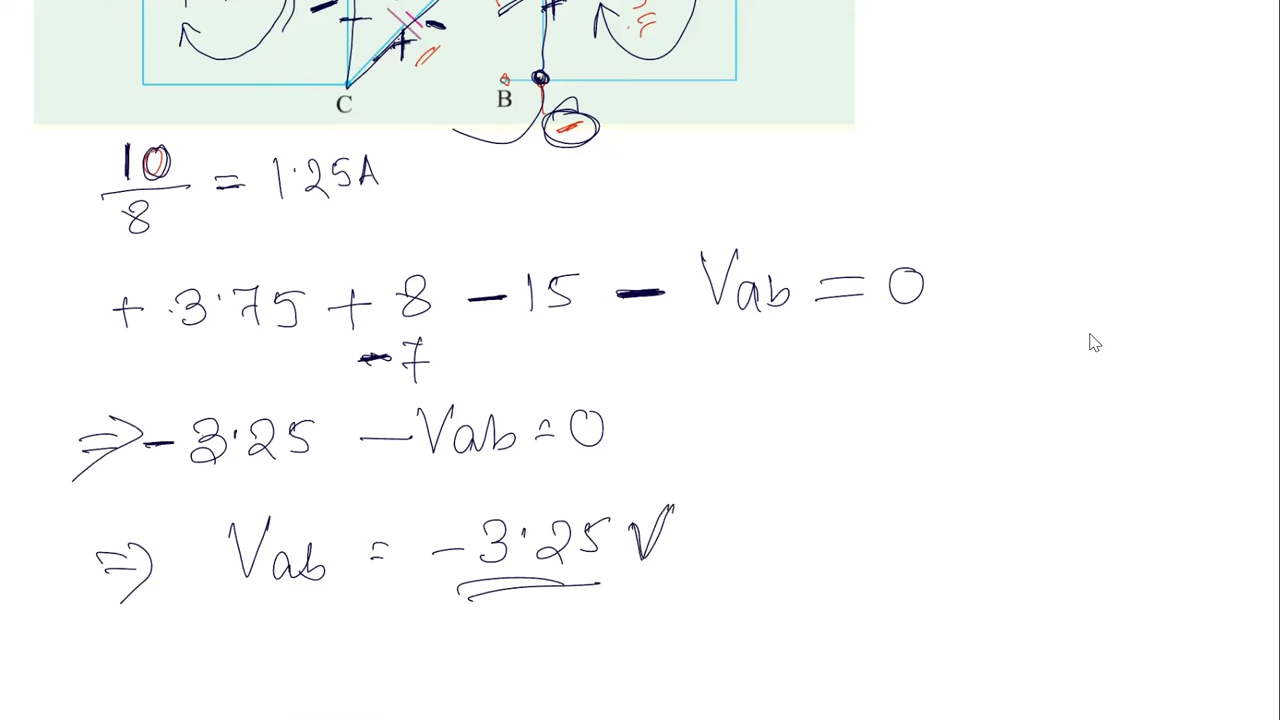 C
B
10/8 = 1.25A
+ 3.75 + 8 - 15 - Vab = 0
-7
⇒ - 3.25 - Vab = 0
⇒ Vab = -3.25 V